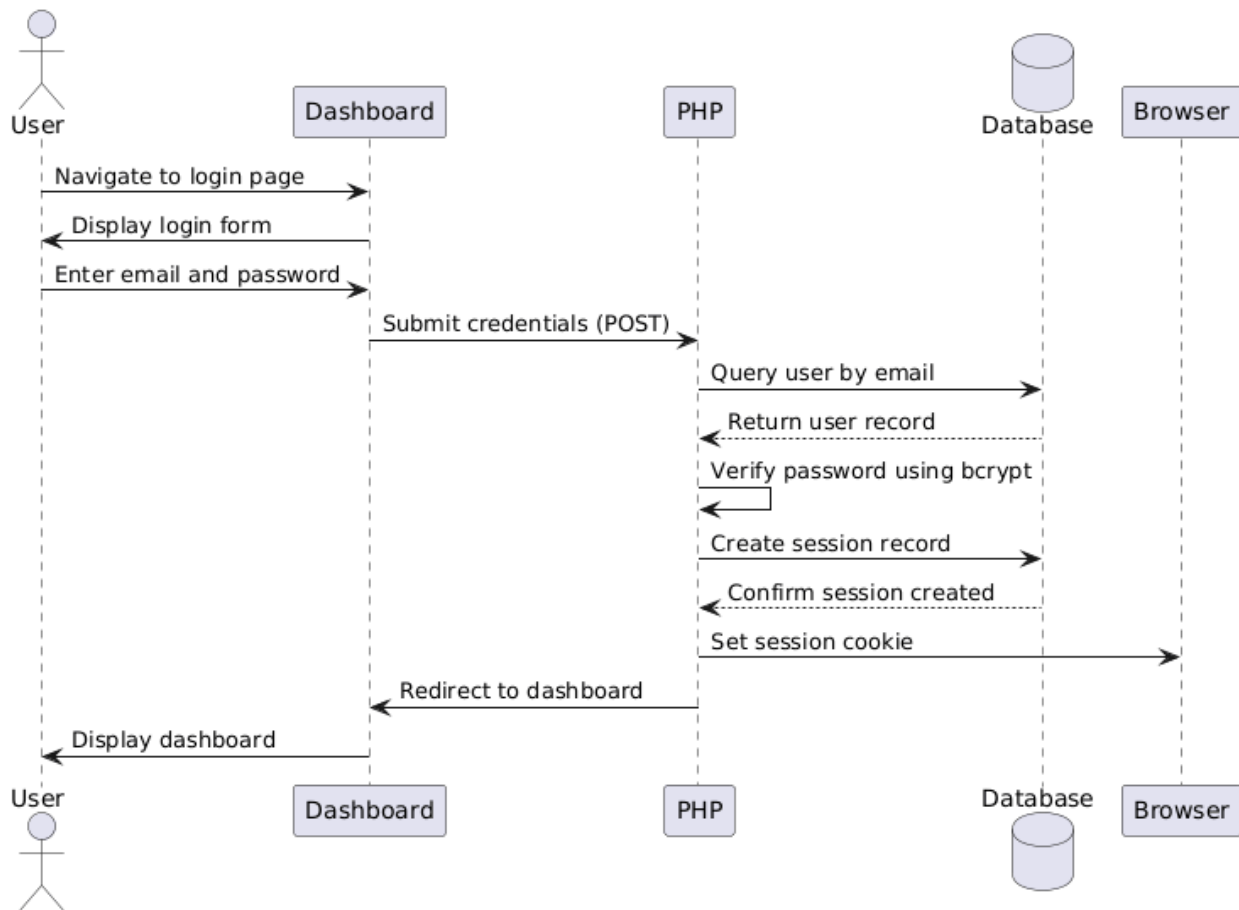 User
Dashboard
PHP
Database
Browser
Navigate to login page
Display login form
Enter email and password
Submit credentials (POST)
Query user by email
Return user record
Verify password using bcrypt
Create session record
Confirm session created
Set session cookie
Redirect to dashboard
Display dashboard
User
Dashboard
PHP
Database
Browser